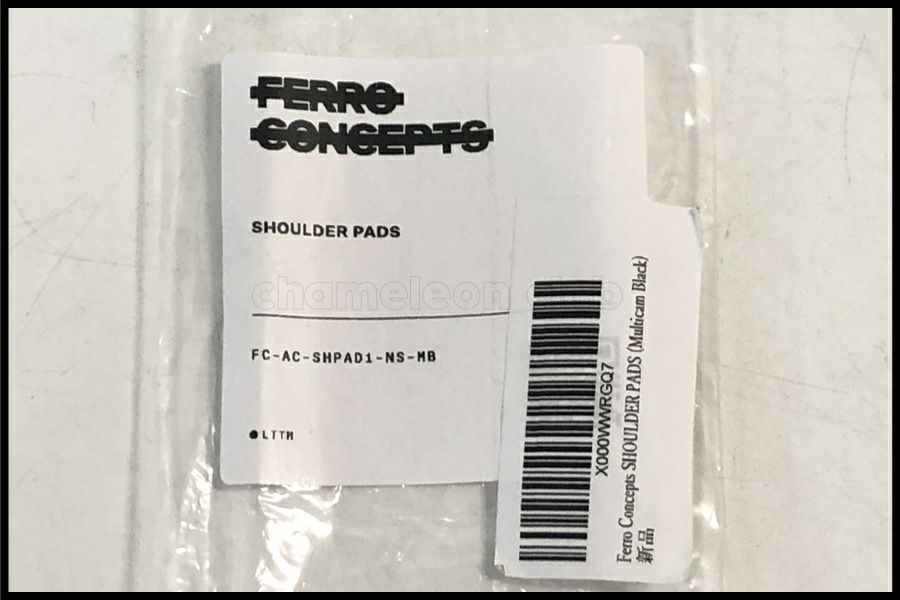 FERRO
CONCEPTS
SHOULDER PADS
chameleon club
FC-AC-SHPAD1-NS-MB
●LTTM
X000VWRGQ7
Ferro Concepts SHOULDER PADS (Multicam Black)
新品